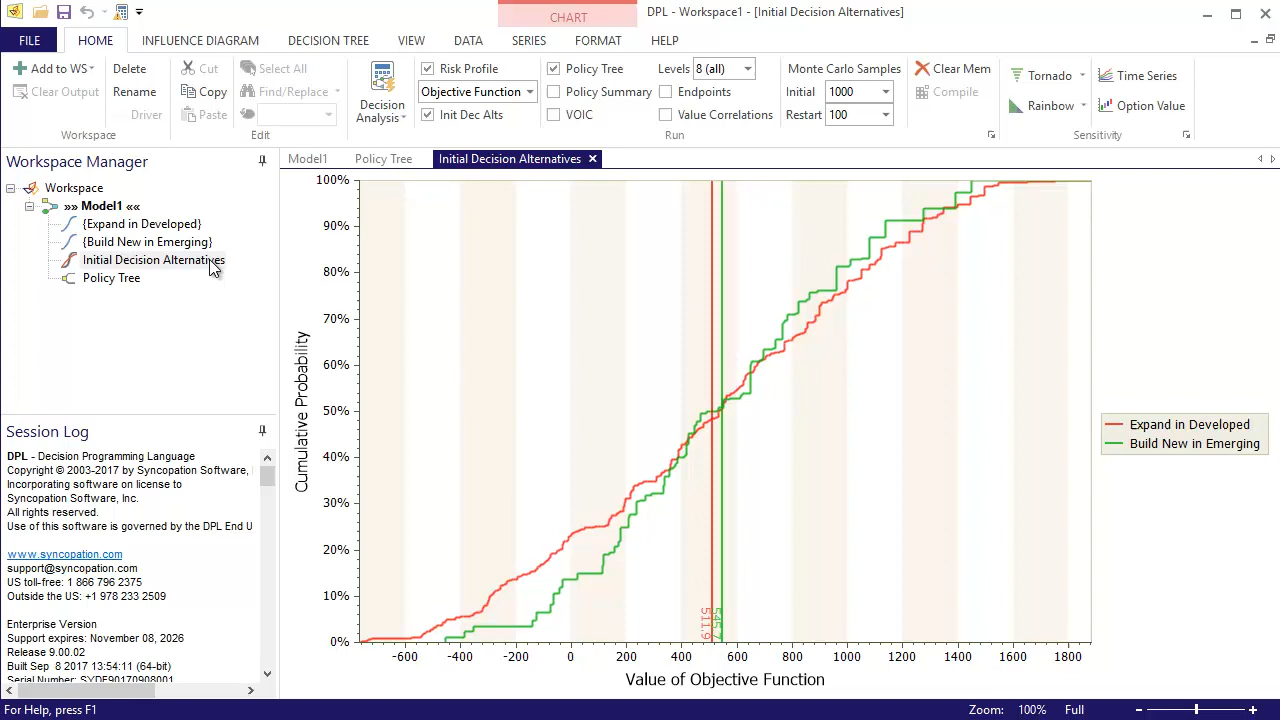 CHART
DPL - Workspace1 - [Initial Decision Alternatives]
FILE
HOME
INFLUENCE DIAGRAM
DECISION TREE
VIEW
DATA
SERIES
FORMAT
HELP
Add to WS
Clear Output
Delete
Rename
Driver
Workspace
Cut
Copy
Paste
Select All
Find/Replace
Edit
Decision
Analysis
Risk Profile
Objective Function
Init Dec Alts
Policy Tree
Policy Summary
VOIC
Levels 8 (all)
Endpoints
Value Correlations
Monte Carlo Samples
Initial 1000
Restart 100
Run
Clear Mem
Compile
Tornado
Rainbow
Time Series
Option Value
Sensitivity
Workspace Manager
Workspace
»» Model1 ««
{Expand in Developed}
{Build New in Emerging}
Initial Decision Alternatives
Policy Tree
Session Log
DPL - Decision Programming Language
Copyright © 2003-2017 by Syncopation Software,
Incorporating software on license to
Syncopation Software, Inc.
All rights reserved.
Use of this software is governed by the DPL End U
www.syncopation.com
support@syncopation.com
US toll-free: 1 866 796 2375
Outside the US: +1 978 233 2509
Enterprise Version
Support expires: November 08, 2026
Release 9.00.02
Built Sep 8 2017 13:54:11 (64-bit)
Serial Number: SYDE90170908001
Model1
Policy Tree
Initial Decision Alternatives
100%
90%
80%
70%
60%
50%
40%
30%
20%
10%
0%
Cumulative Probability
511.9
545.7
-600 -400 -200 0 200 400 600 800 1000 1200 1400 1600 1800
Value of Objective Function
Expand in Developed
Build New in Emerging
For Help, press F1
Zoom: 100% Full